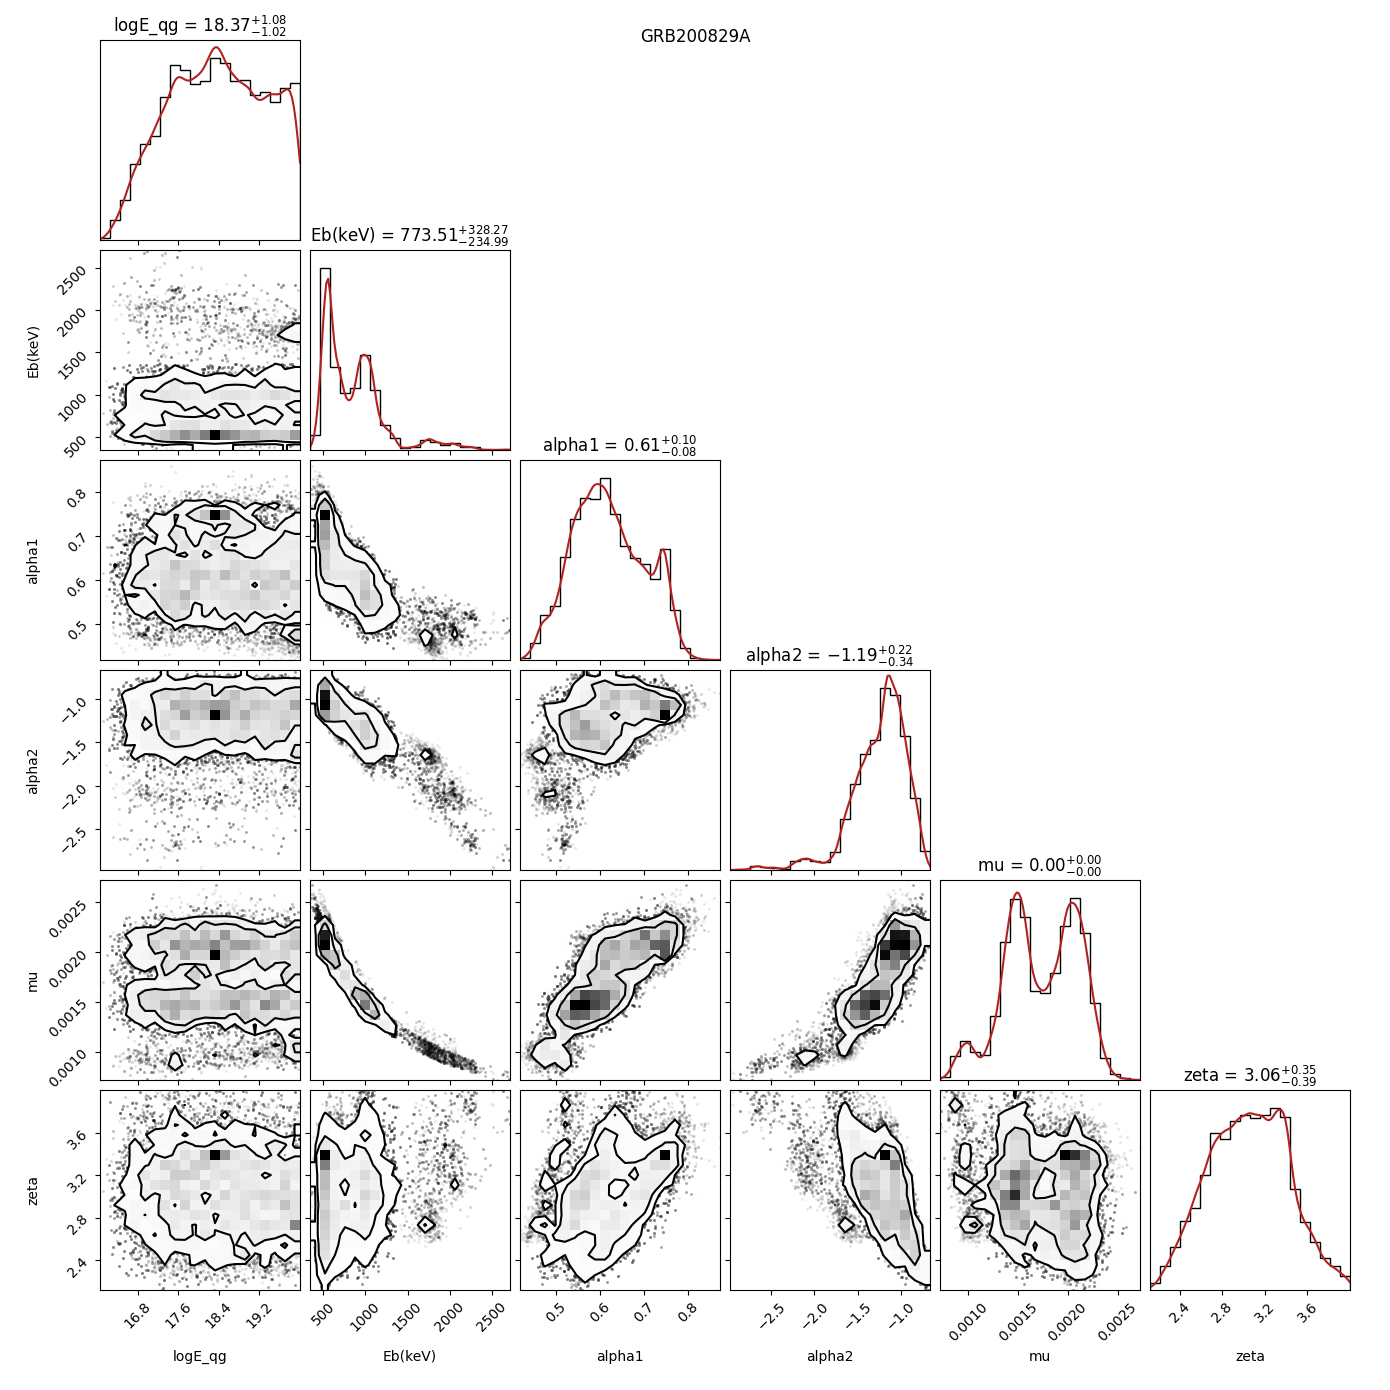 logE_qg = 18.37+1.08 −1.02
GRB200829A
Eb(keV) = 773.51+328.27 −234.99
2500
2000
1500
1000
500
Eb(keV)
alpha1 = 0.61+0.10 −0.08
0.8
0.7
0.6
0.5
alpha1
alpha2 = −1.19+0.22 −0.34
−1.0
−1.5
−2.0
−2.5
alpha2
mu = 0.00+0.00 −0.00
0.0025
0.0020
0.0015
0.0010
mu
zeta = 3.06+0.35 −0.39
3.6
3.2
2.8
2.4
zeta
16.8 17.6 18.4 19.2 500 1000 1500 2000 2500 0.5 0.6 0.7 0.8 −2.5 −2.0 −1.5 −1.0 0.0010 0.0015 0.0020 0.0025 2.4 2.8 3.2 3.6
logE_qg Eb(keV) alpha1 alpha2 mu zeta